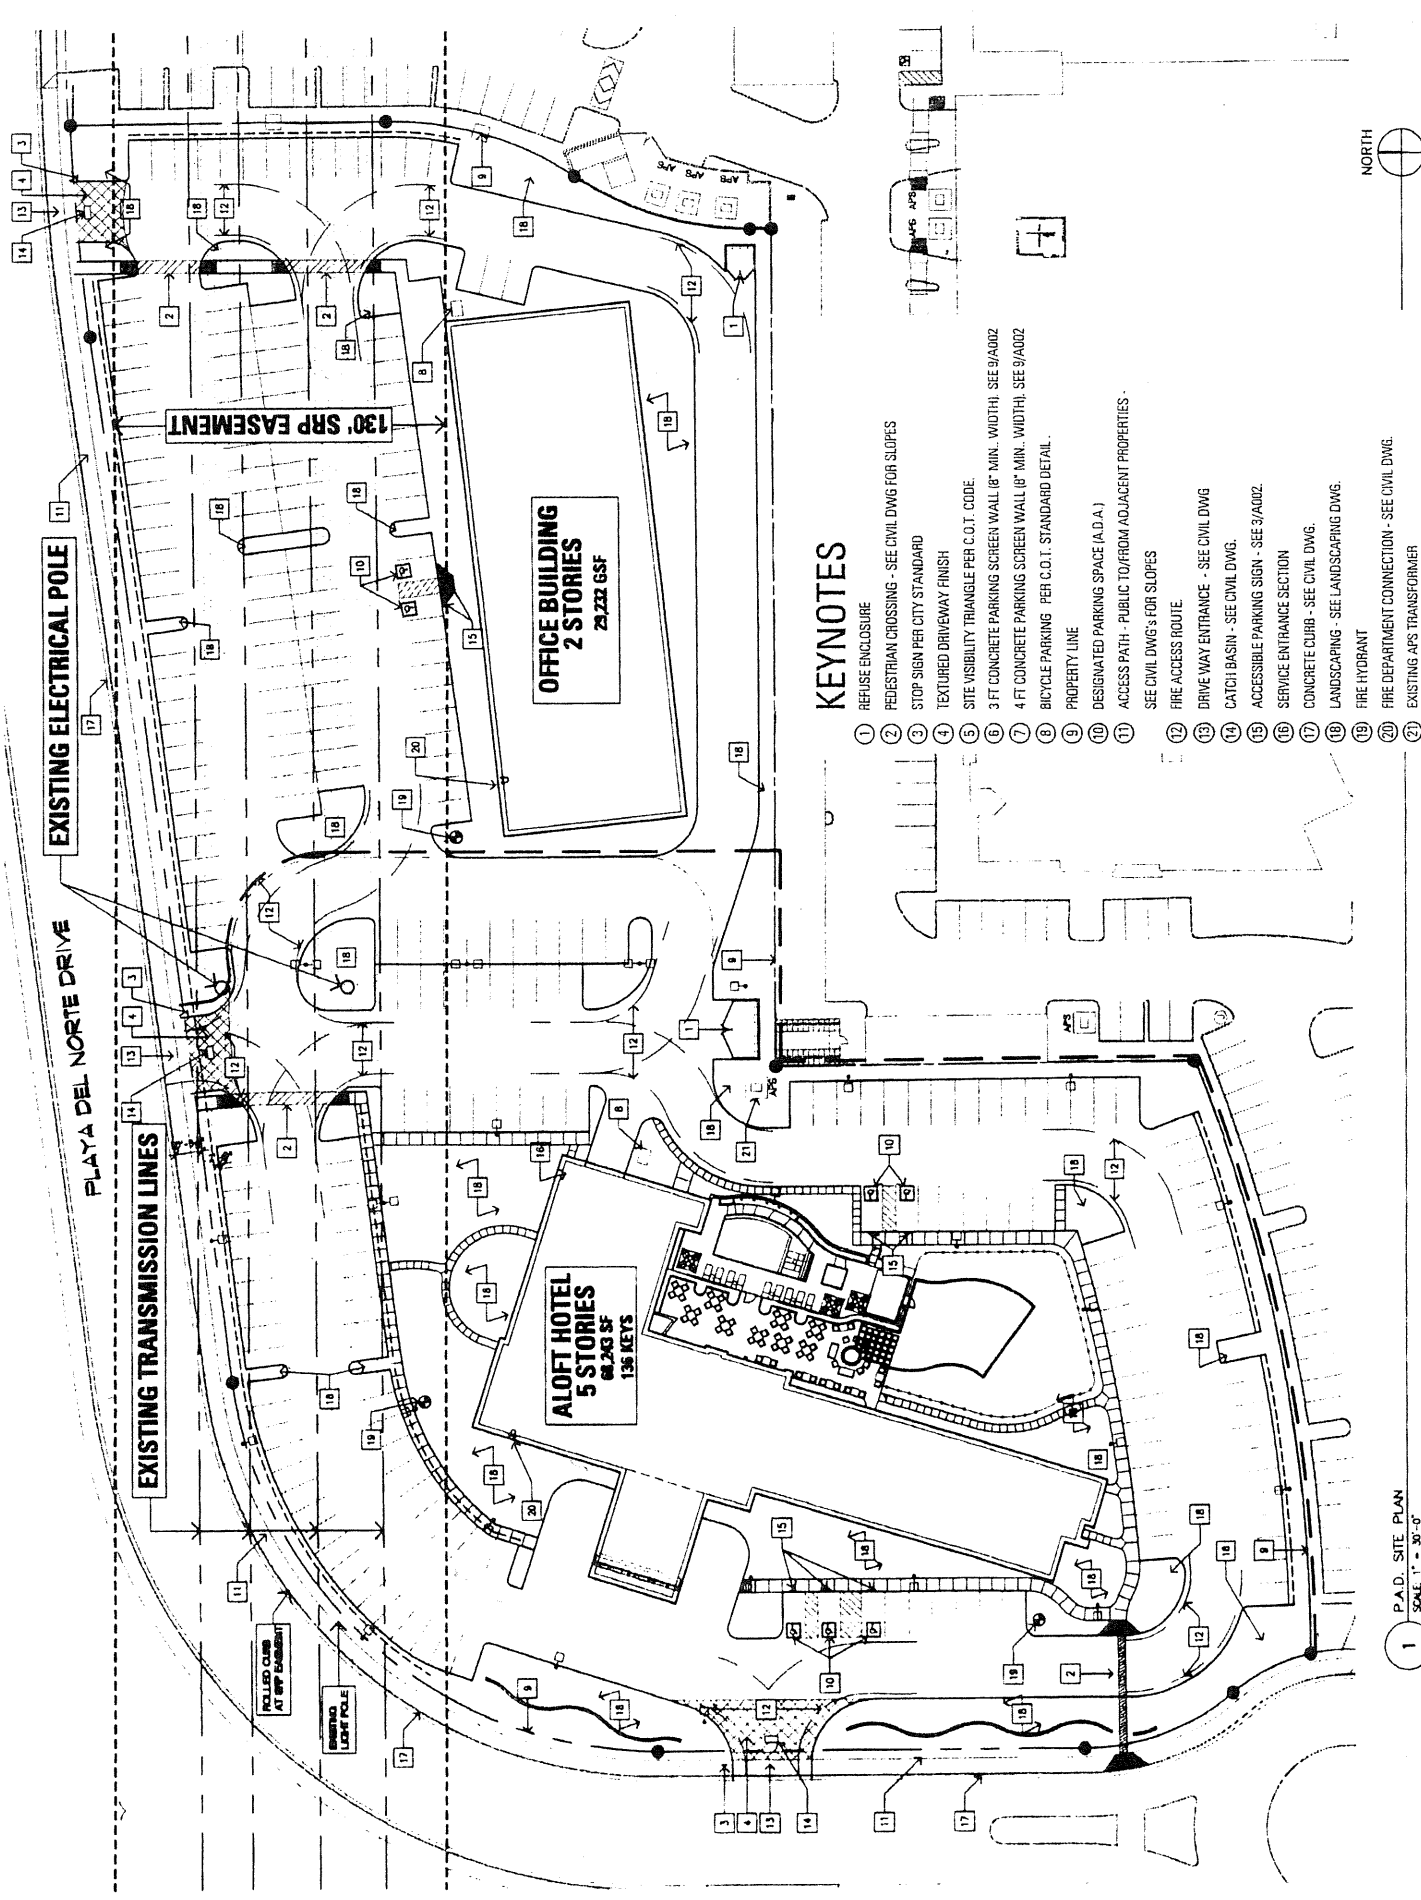 PLAYA DEL NORTE DRIVE
EXISTING ELECTRICAL POLE
EXISTING TRANSMISSION LINES
130' SRP EASEMENT
ROLLED CURB
AT SRP EASEMENT
EXISTING
LIGHT POLE
OFFICE BUILDING
2 STORIES
29,232 GSF
ALOFT HOTEL
5 STORIES
68,243 SF
136 KEYS
APS
APS
APS
APS
APS
APS
APS
KEYNOTES
1 REFUSE ENCLOSURE
2 PEDESTRIAN CROSSING - SEE CIVIL DWG FOR SLOPES
3 STOP SIGN PER CITY STANDARD
4 TEXTURED DRIVEWAY FINISH
5 SITE VISIBILITY TRIANGLE PER C.O.T. CODE.
6 3 FT CONCRETE PARKING SCREEN WALL (8" MIN. WIDTH). SEE 9/A002
7 4 FT CONCRETE PARKING SCREEN WALL (8" MIN. WIDTH). SEE 9/A002
8 BICYCLE PARKING PER C.O.T. STANDARD DETAIL.
9 PROPERTY LINE
10 DESIGNATED PARKING SPACE (A.D.A.)
11 ACCESS PATH - PUBLIC TO/FROM ADJACENT PROPERTIES -
SEE CIVIL DWG's FOR SLOPES
12 FIRE ACCESS ROUTE.
13 DRIVE WAY ENTRANCE - SEE CIVIL DWG
14 CATCH BASIN - SEE CIVIL DWG.
15 ACCESSIBLE PARKING SIGN - SEE 3/A002.
16 SERVICE ENTRANCE SECTION
17 CONCRETE CURB - SEE CIVIL DWG.
18 LANDSCAPING - SEE LANDSCAPING DWG.
19 FIRE HYDRANT
20 FIRE DEPARTMENT CONNECTION - SEE CIVIL DWG.
21 EXISTING APS TRANSFORMER
NORTH
1
P.A.D. SITE PLAN
SCALE 1" = 30'-0"